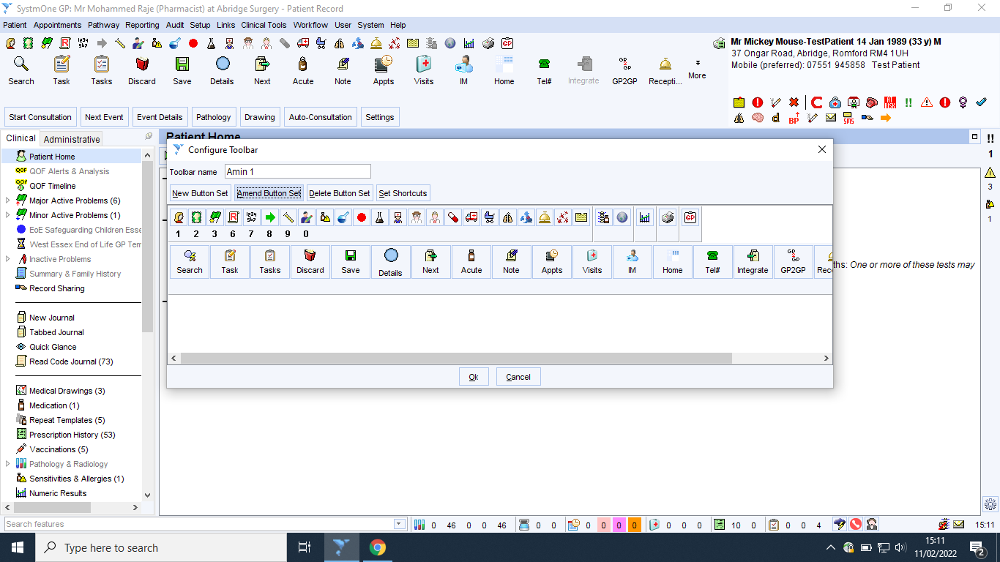 SystmOne GP: Mr Mohammed Raje (Pharmacist) at Abridge Surgery - Patient Record
Patient Appointments Pathway Reporting Audit Setup Links Clinical Tools Workflow User System Help
Mr Mickey Mouse-TestPatient 14 Jan 1989 (33 y) M
37 Ongar Road, Abridge, Romford RM4 1UH
Mobile (preferred): 07551 945858 Test Patient
Search Task Tasks Discard Save Details Next Acute Note Appts Visits IM Home Tel# Integrate GP2GP Recepti... More
Start Consultation Next Event Event Details Pathology Drawing Auto-Consultation Settings
Clinical Administrative
Patient Home
Patient Home
QOF Alerts & Analysis
QOF Timeline
Major Active Problems (6)
Minor Active Problems (1)
EoE Safeguarding Children Esse
West Essex End of Life GP Tem
Inactive Problems
Summary & Family History
Record Sharing
New Journal
Tabbed Journal
Quick Glance
Read Code Journal (73)
Medical Drawings (3)
Medication (1)
Repeat Templates (5)
Prescription History (53)
Vaccinations (5)
Pathology & Radiology
Sensitivities & Allergies (1)
Numeric Results
Configure Toolbar
Toolbar name Amin 1
New Button Set Amend Button Set Delete Button Set Set Shortcuts
1 2 3 6 7 8 9 0
Search Task Tasks Discard Save Details Next Acute Note Appts Visits IM Home Tel# Integrate GP2GP Rec
Ok Cancel
ths: One or more of these tests may
!!
1
3
1
Search features
0 46 0 0 46 0 0 0 0 0 0 0 0 0 10 0 0 0 4 15:11
Type here to search
15:11
11/02/2022
2